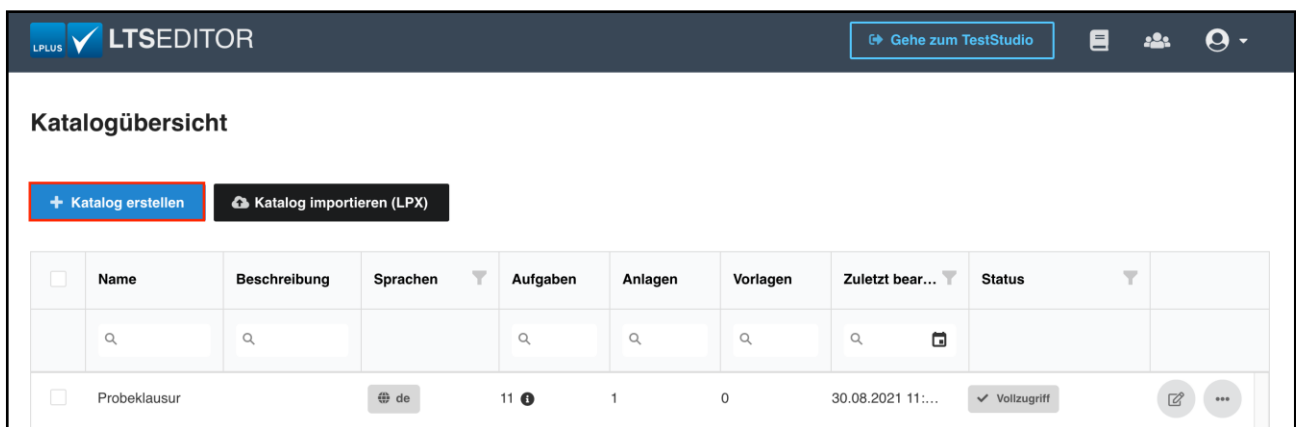 LPLUS LTSEDITOR Gehe zum TestStudio
Katalogübersicht
+ Katalog erstellen Katalog importieren (LPX)
Name Beschreibung Sprachen Aufgaben Anlagen Vorlagen Zuletzt bear... Status
Probeklausur de 11 1 0 30.08.2021 11:... Vollzugriff